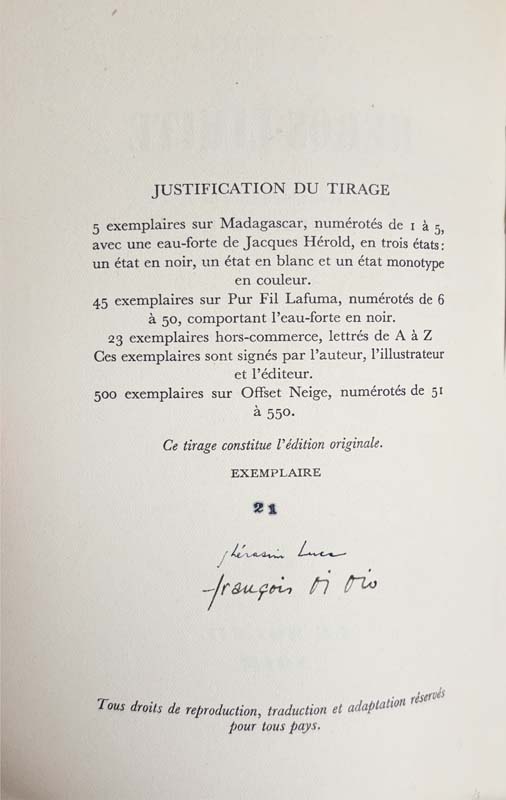 JUSTIFICATION DU TIRAGE
5 exemplaires sur Madagascar, numérotés de 1 à 5,
avec une eau-forte de Jacques Hérold, en trois états:
un état en noir, un état en blanc et un état monotype
en couleur.
45 exemplaires sur Pur Fil Lafuma, numérotés de 6
à 50, comportant l'eau-forte en noir.
23 exemplaires hors-commerce, lettrés de A à Z
Ces exemplaires sont signés par l'auteur, l'illustrateur
et l'éditeur.
500 exemplaires sur Offset Neige, numérotés de 51
à 550.
Ce tirage constitue l'édition originale.
EXEMPLAIRE
21
Ghérasim Luca
françois Di Dio
Tous droits de reproduction, traduction et adaptation réservés
pour tous pays.